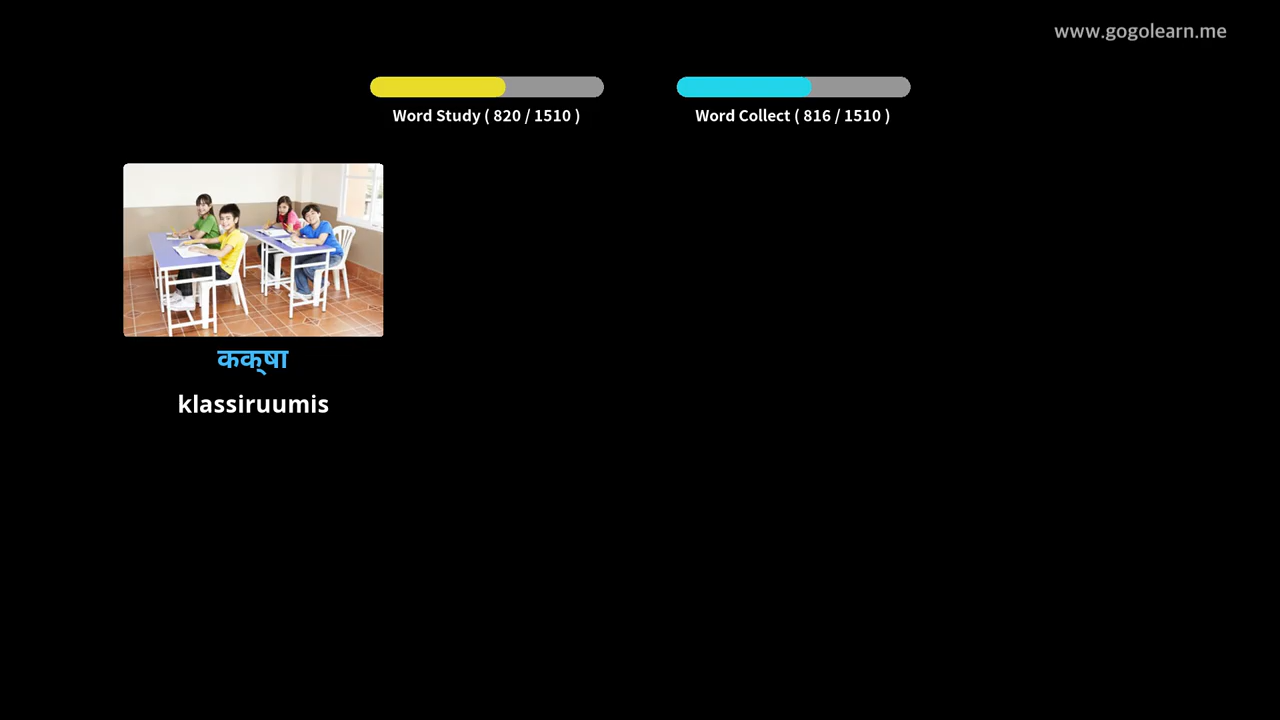 www.gogolearn.me
Word Study ( 820 / 1510 )
Word Collect ( 816 / 1510 )
कक्षा
klassiruumis